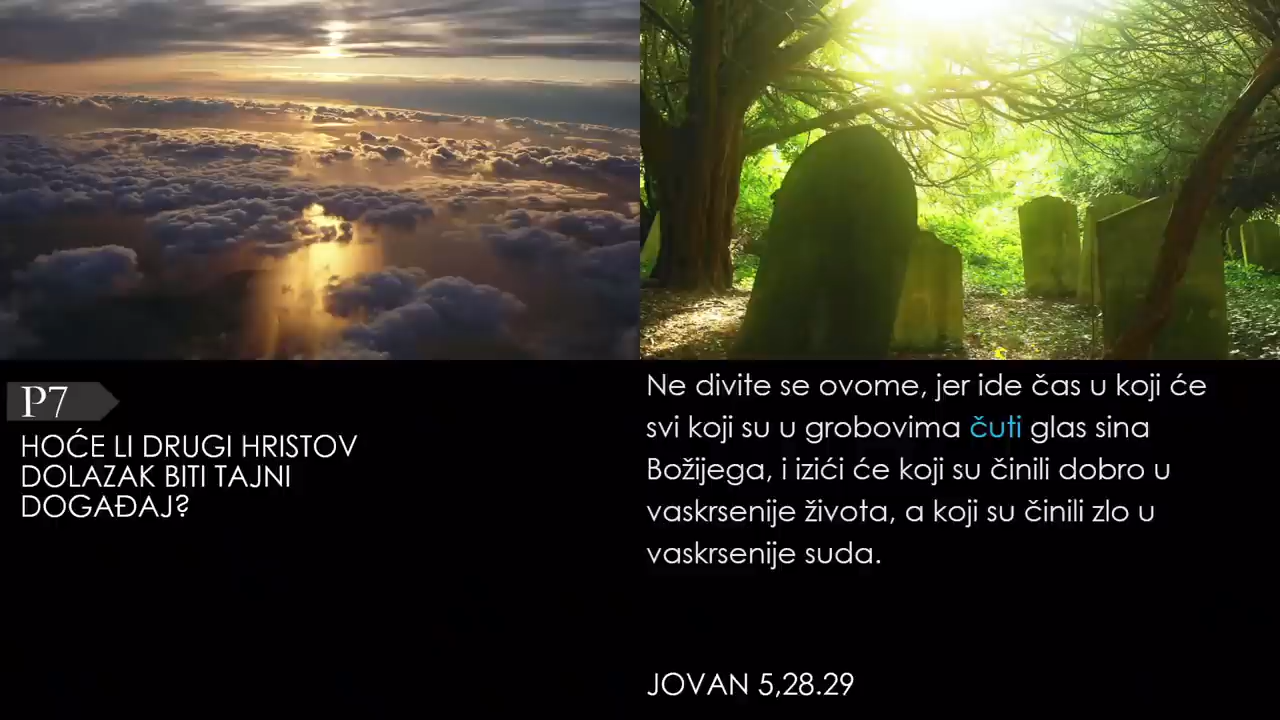 P7
HOĆE LI DRUGI HRISTOV
DOLAZAK BITI TAJNI
DOGAĐAJ?
Ne divite se ovome, jer ide čas u koji će
svi koji su u grobovima čuti glas sina
Božijega, i izići će koji su činili dobro u
vaskrsenije života, a koji su činili zlo u
vaskrsenije suda.
JOVAN 5,28.29